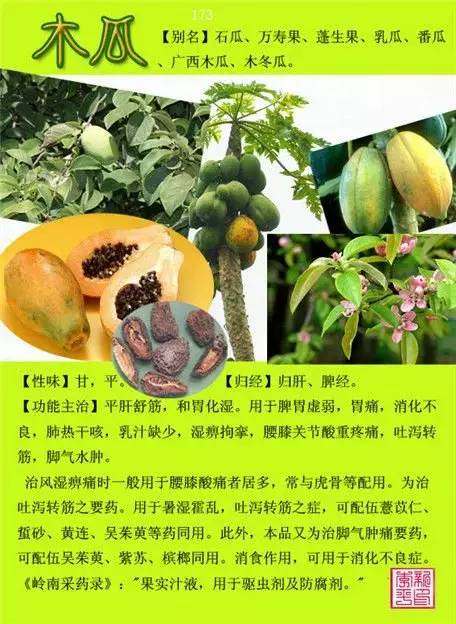 173
木瓜
【别名】石瓜、万寿果、蓬生果、乳瓜、番瓜
、广西木瓜、木冬瓜。
【性味】甘，平。 【归经】归肝、脾经。
【功能主治】平肝舒筋，和胃化湿。用于脾胃虚弱，胃痛，消化不
良，肺热干咳，乳汁缺少，湿痹拘挛，腰膝关节酸重疼痛，吐泻转
筋，脚气水肿。
治风湿痹痛时一般用于腰膝酸痛者居多，常与虎骨等配用。为治
吐泻转筋之要药。用于暑湿霍乱，吐泻转筋之症，可配伍薏苡仁、
蚕砂、黄连、吴茱萸等药同用。此外，本品又为治脚气肿痛要药，
可配伍吴茱萸、紫苏、槟榔同用。消食作用，可用于消化不良症。
《岭南采药录》："果实汁液，用于驱虫剂及防腐剂。"